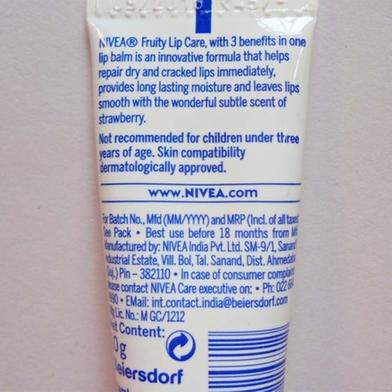 NIVEA® Fruity Lip Care, with 3 benefits in one
lip balm is an innovative formula that helps
repair dry and cracked lips immediately,
provides long lasting moisture and leaves lips
smooth with the wonderful subtle scent of
strawberry.
Not recommended for children under three
years of age. Skin compatibility
dermatologically approved.
www.NIVEA.com
For Batch No., Mfd (MM/YYYY) and MRP (Incl. of all taxes
See Pack • Best use before 18 months from Mf
Manufactured by: NIVEA India Pvt. Ltd. SM-9/1, Sanand
Industrial Estate, Vill. Bol, Tal. Sanand, Dist. Ahmedabad
Guj.) Pin – 382110 • In case of consumer complaint
lease contact NIVEA Care executive on: • Ph: 022 66
990 • EMail: int.contact.india@beiersdorf.com
g Lic. No.: M GC/1212
t Content:
0 g
Beiersdorf